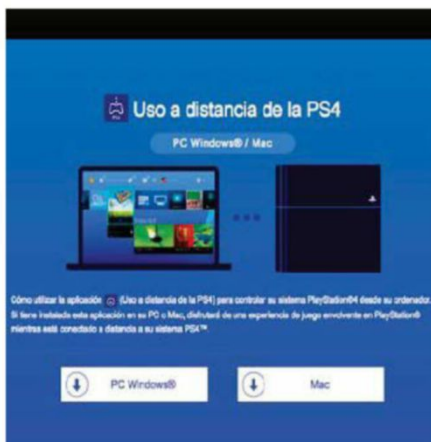 Uso a distancia de la PS4
PC Windows® / Mac
Cómo utilizar la aplicación (Uso a distancia de la PS4) para controlar su sistema PlayStation®4 desde su ordenador.
Si tiene instalada esta aplicación en su PC o Mac, disfrutará de una experiencia de juego envolvente en PlayStation®
mientras está conectado a distancia a su sistema PS4™
PC Windows®
Mac